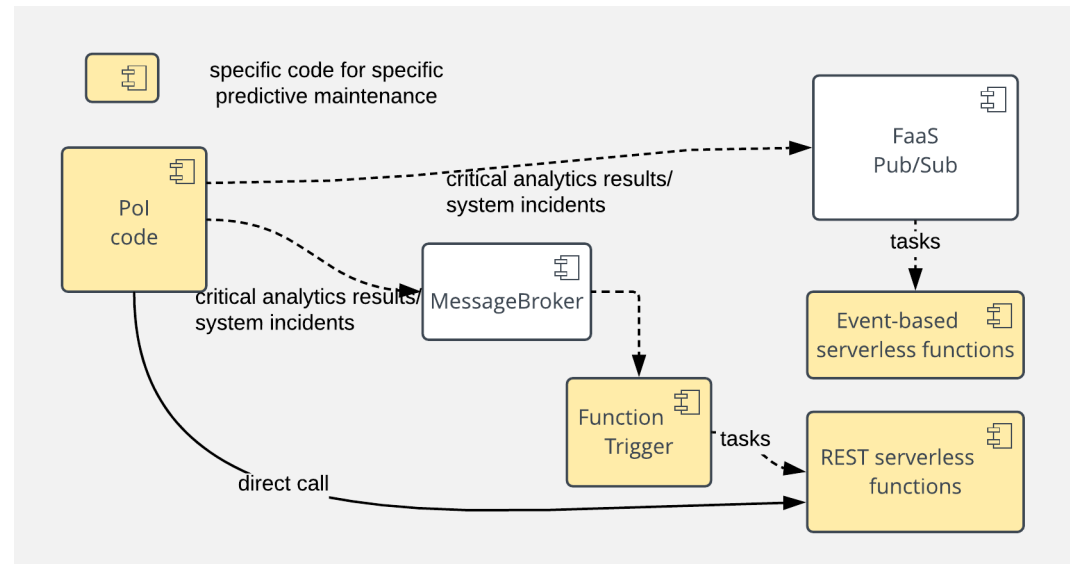 specific code for specific
predictive maintenance
FaaS
Pub/Sub
PoI
code
critical analytics results/
system incidents
tasks
critical analytics results/
system incidents
MessageBroker
Event-based
serverless functions
Function
Trigger
tasks
REST serverless
functions
direct call